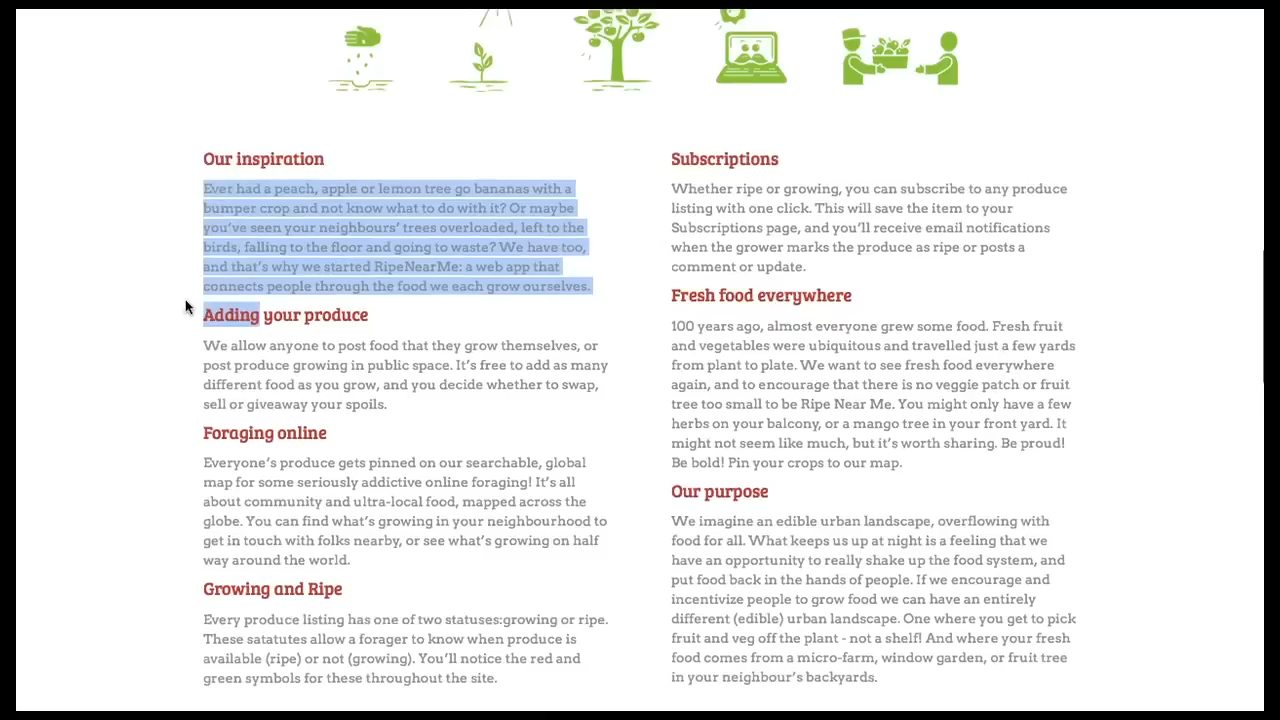 Our inspiration
Ever had a peach, apple or lemon tree go bananas with a
bumper crop and not know what to do with it? Or maybe
you've seen your neighbours' trees overloaded, left to the
birds, falling to the floor and going to waste? We have too,
and that's why we started RipeNearMe: a web app that
connects people through the food we each grow ourselves.
Adding your produce
We allow anyone to post food that they grow themselves, or
post produce growing in public space. It's free to add as many
different food as you grow, and you decide whether to swap,
sell or giveaway your spoils.
Foraging online
Everyone's produce gets pinned on our searchable, global
map for some seriously addictive online foraging! It's all
about community and ultra-local food, mapped across the
globe. You can find what's growing in your neighbourhood to
get in touch with folks nearby, or see what's growing on half
way around the world.
Growing and Ripe
Every produce listing has one of two statuses:growing or ripe.
These satatutes allow a forager to know when produce is
available (ripe) or not (growing). You'll notice the red and
green symbols for these throughout the site.
Subscriptions
Whether ripe or growing, you can subscribe to any produce
listing with one click. This will save the item to your
Subscriptions page, and you'll receive email notifications
when the grower marks the produce as ripe or posts a
comment or update.
Fresh food everywhere
100 years ago, almost everyone grew some food. Fresh fruit
and vegetables were ubiquitous and travelled just a few yards
from plant to plate. We want to see fresh food everywhere
again, and to encourage that there is no veggie patch or fruit
tree too small to be Ripe Near Me. You might only have a few
herbs on your balcony, or a mango tree in your front yard. It
might not seem like much, but it's worth sharing. Be proud!
Be bold! Pin your crops to our map.
Our purpose
We imagine an edible urban landscape, overflowing with
food for all. What keeps us up at night is a feeling that we
have an opportunity to really shake up the food system, and
put food back in the hands of people. If we encourage and
incentivize people to grow food we can have an entirely
different (edible) urban landscape. One where you get to pick
fruit and veg off the plant - not a shelf! And where your fresh
food comes from a micro-farm, window garden, or fruit tree
in your neighbour's backyards.